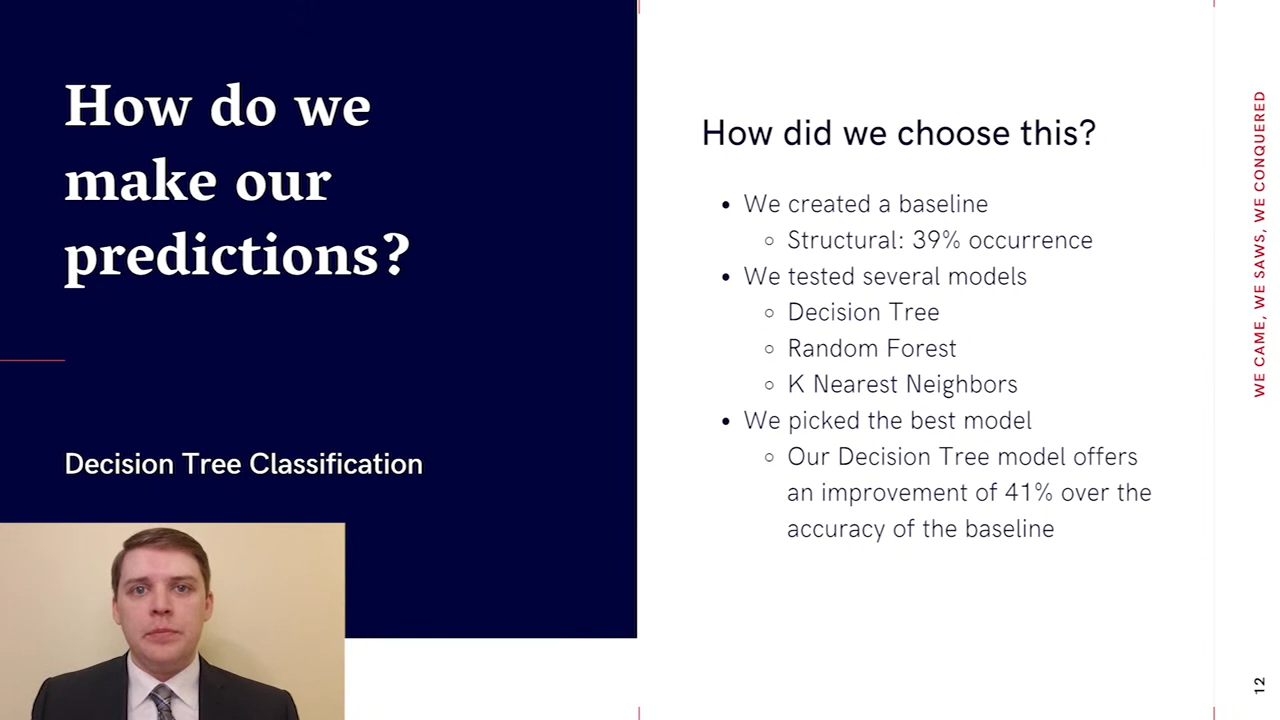 How do we
make our
predictions?
Decision Tree Classification
How did we choose this?
• We created a baseline
○ Structural: 39% occurrence
• We tested several models
○ Decision Tree
○ Random Forest
○ K Nearest Neighbors
• We picked the best model
○ Our Decision Tree model offers
an improvement of 41% over the
accuracy of the baseline
WE CAME, WE SAWS, WE CONQUERED
12